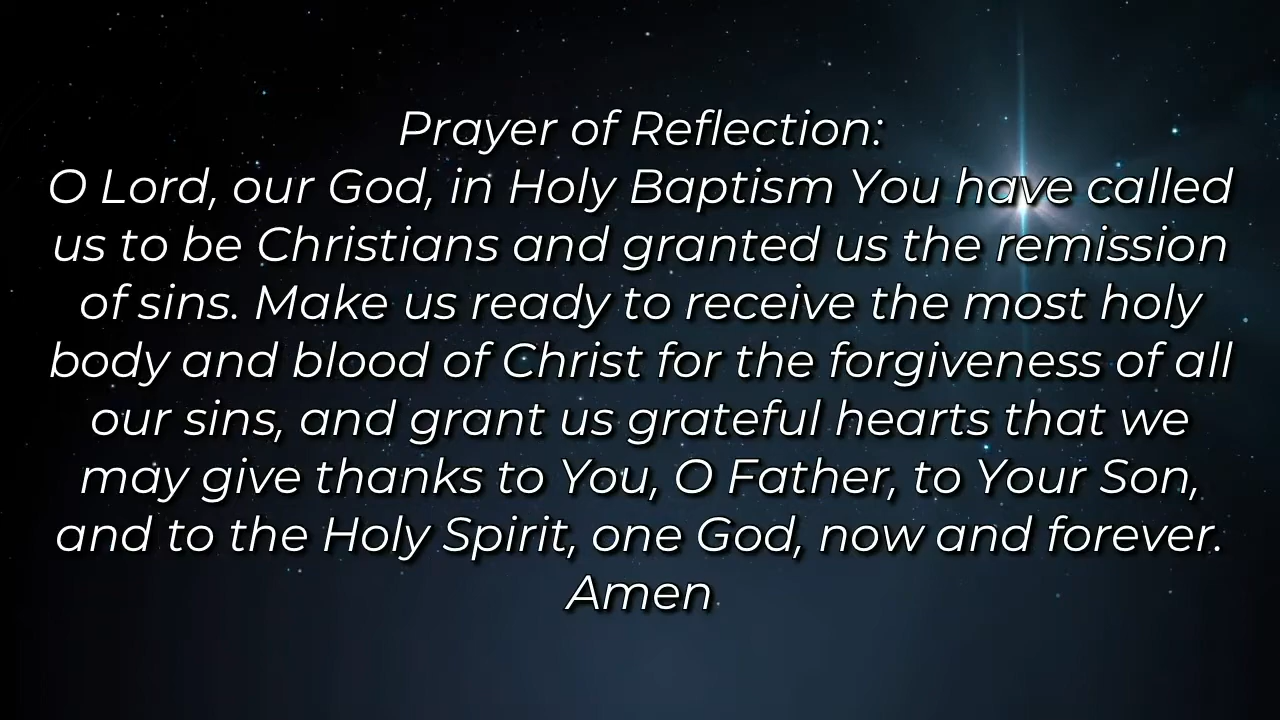 Prayer of Reflection:
O Lord, our God, in Holy Baptism You have called
us to be Christians and granted us the remission
of sins. Make us ready to receive the most holy
body and blood of Christ for the forgiveness of all
our sins, and grant us grateful hearts that we
may give thanks to You, O Father, to Your Son,
and to the Holy Spirit, one God, now and forever.
Amen